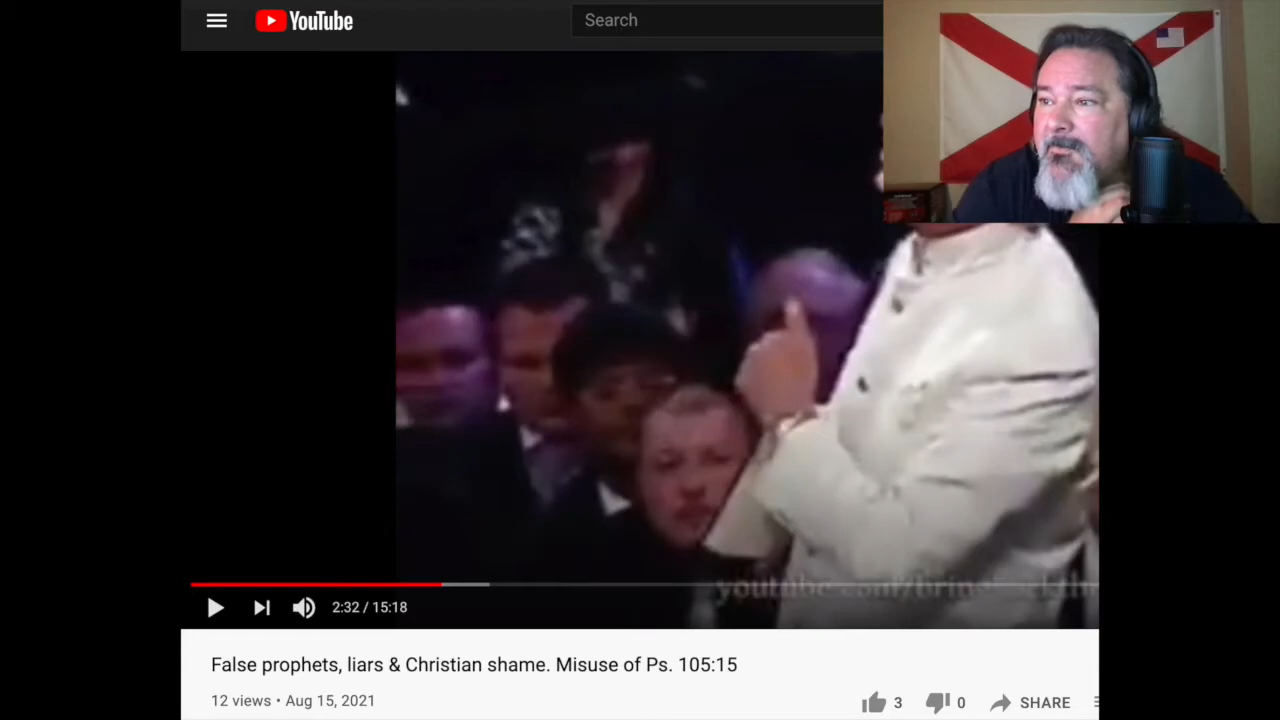 YouTube
Search
2:32 / 15:18
False prophets, liars & Christian shame. Misuse of Ps. 105:15
12 views • Aug 15, 2021
3
0
SHARE